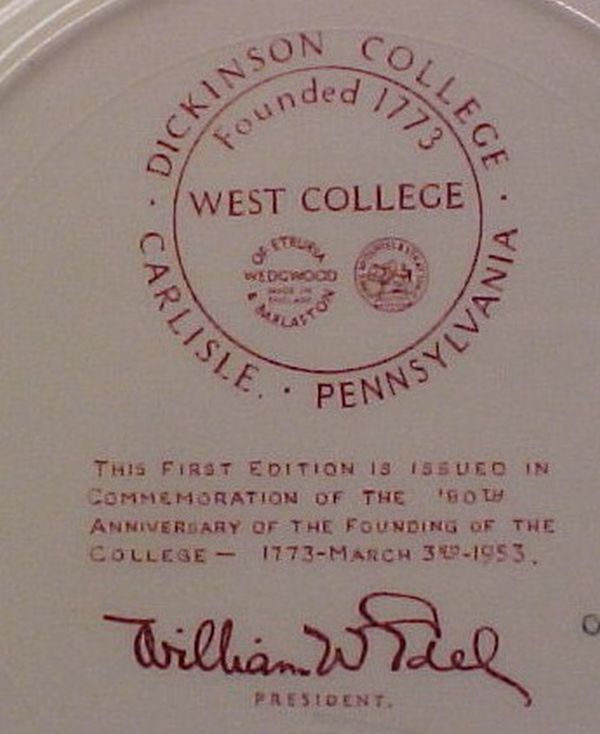 DICKINSON COLLEGE
Founded 1773
WEST COLLEGE
OF ETRURIA
WEDGWOOD
MADE IN
ENGLAND
& BARLASTON
CARLISLE. · PENNSYLVANIA
THIS FIRST EDITION IS ISSUED IN
COMMEMORATION OF THE 180TH
ANNIVERSARY OF THE FOUNDING OF THE
COLLEGE — 1773-MARCH 3RD-1953.
William W Edel
PRESIDENT.